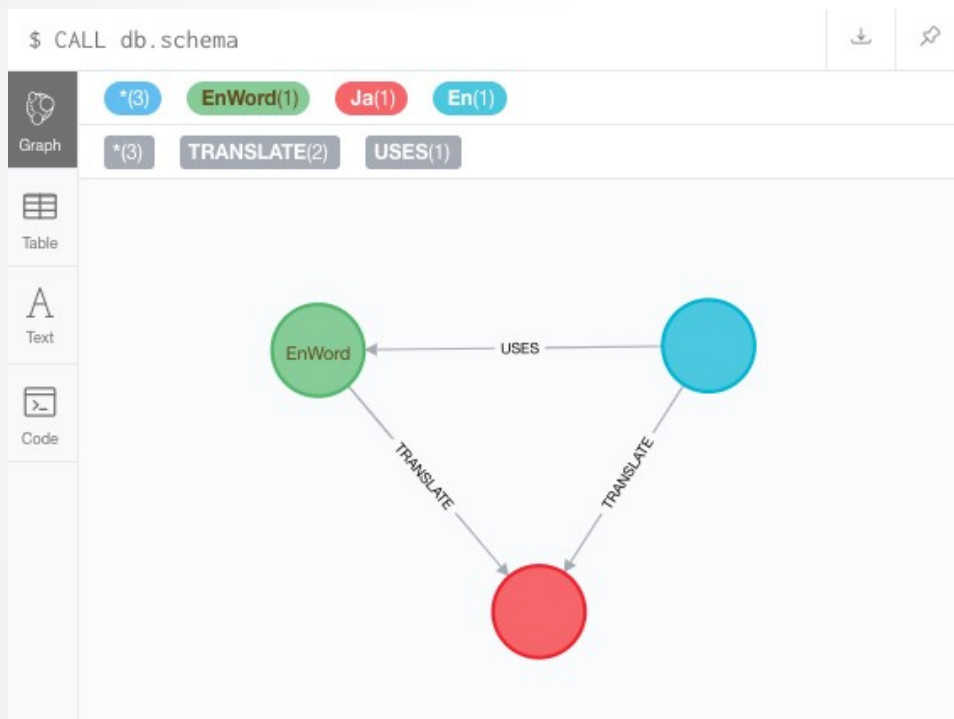 $ CALL db.schema
*(3) EnWord(1) Ja(1) En(1)
Graph
*(3) TRANSLATE(2) USES(1)
Table
Text
Code
EnWord
USES
TRANSLATE
TRANSLATE